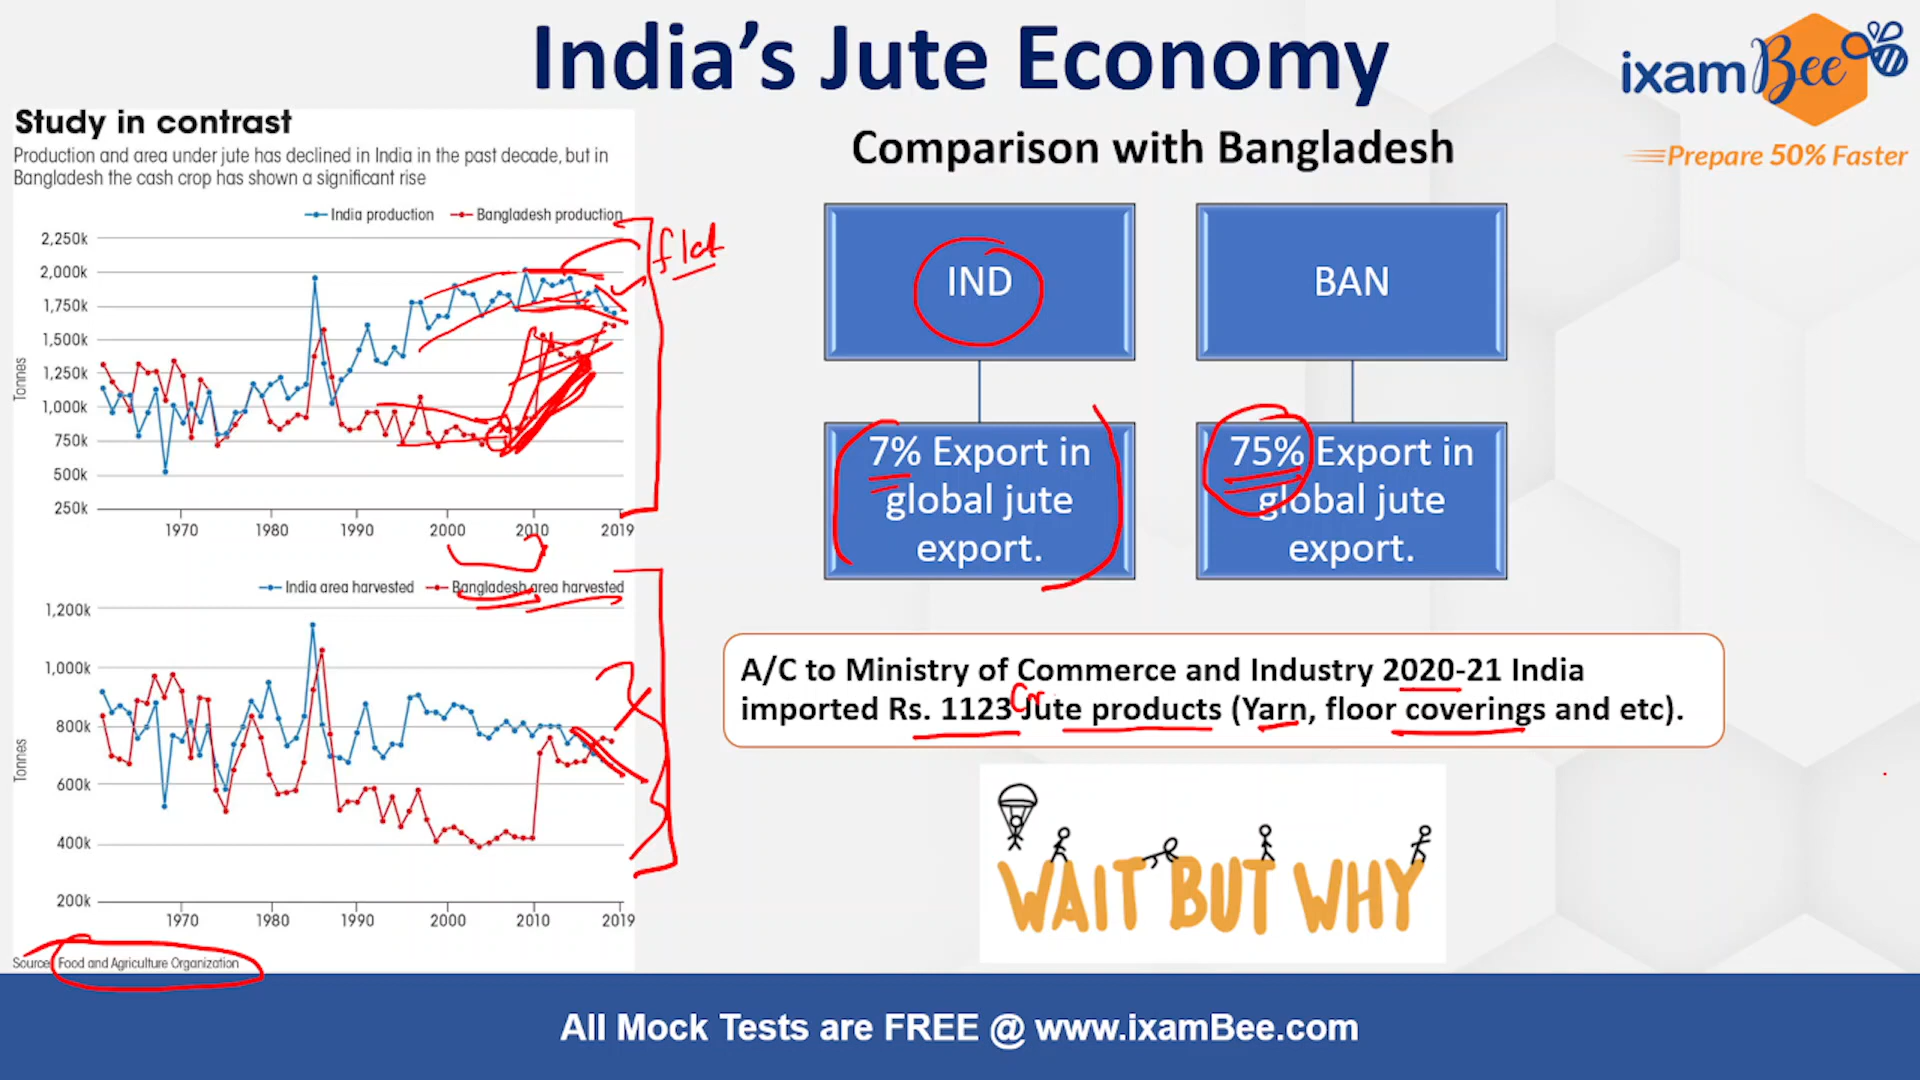 India's Jute Economy
ixamBee
Prepare 50% Faster
Study in contrast
Production and area under jute has declined in India in the past decade, but in
Bangladesh the cash crop has shown a significant rise
India production Bangladesh production
Tonnes
2,250k
2,000k
1,750k
1,500k
1,250k
1,000k
750k
500k
250k
1970 1980 1990 2000 2010 2019
flat
India area harvested Bangladesh area harvested
Tonnes
1,200k
1,000k
800k
600k
400k
200k
1970 1980 1990 2000 2010 2019
Source: Food and Agriculture Organization
Comparison with Bangladesh
IND
BAN
7% Export in
global jute
export.
75% Export in
global jute
export.
A/C to Ministry of Commerce and Industry 2020-21 India
imported Rs. 1123 Cr Jute products (Yarn, floor coverings and etc).
WAIT BUT WHY
All Mock Tests are FREE @ www.ixamBee.com